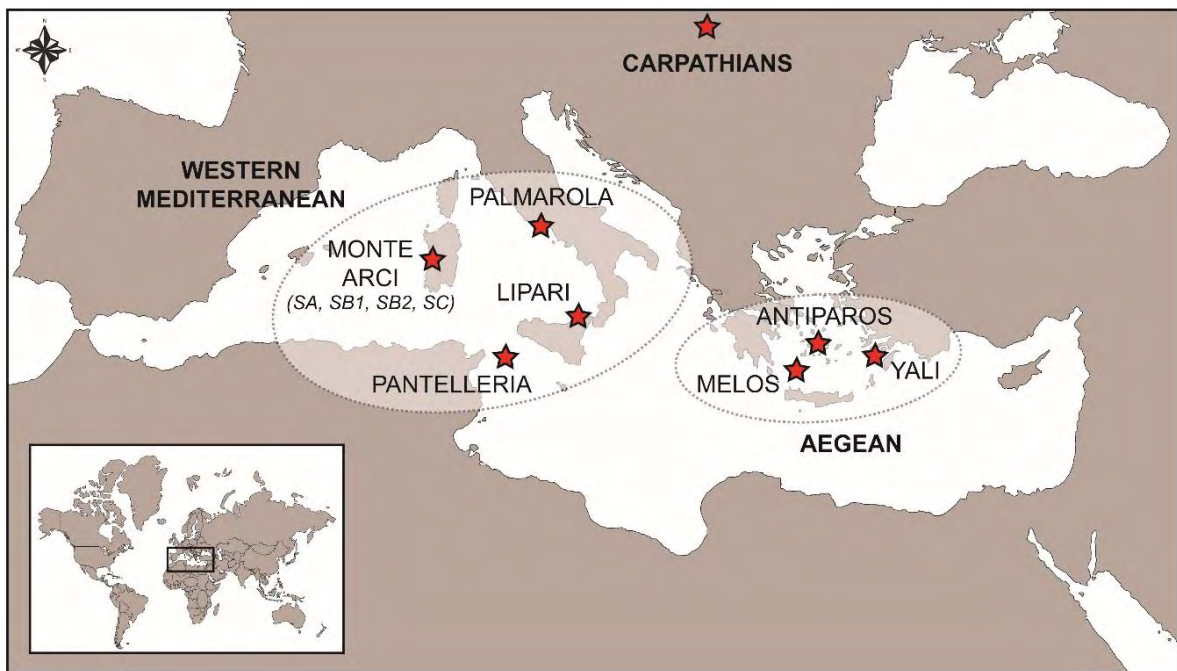 N
W
E
S
CARPATHIANS
WESTERN
MEDITERRANEAN
PALMAROLA
MONTE
ARCI
(SA, SB1, SB2, SC)
LIPARI
PANTELLERIA
ANTIPAROS
MELOS
YALI
AEGEAN